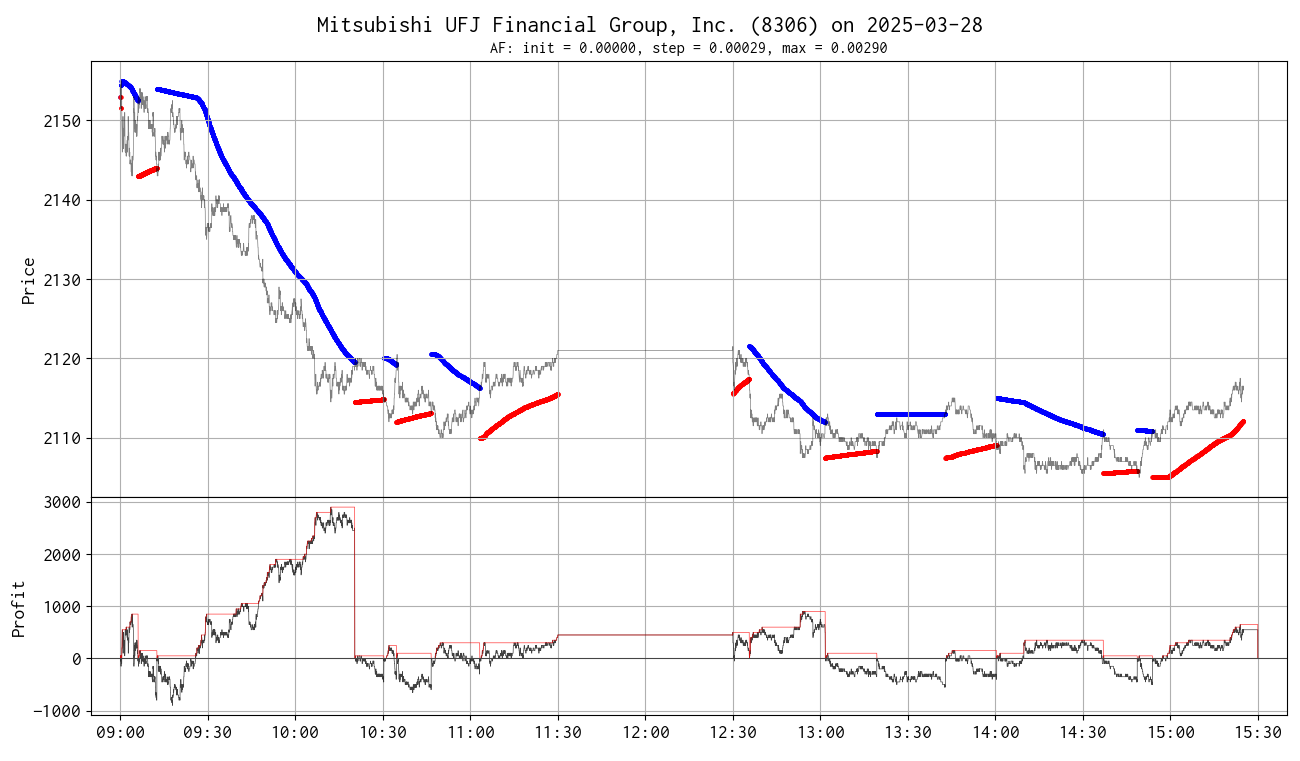 Mitsubishi UFJ Financial Group, Inc. (8306) on 2025-03-28
AF: init = 0.00000, step = 0.00029, max = 0.00290
Price
2150
2140
2130
2120
2110
Profit
3000
2000
1000
0
−1000
09:00 09:30 10:00 10:30 11:00 11:30 12:00 12:30 13:00 13:30 14:00 14:30 15:00 15:30